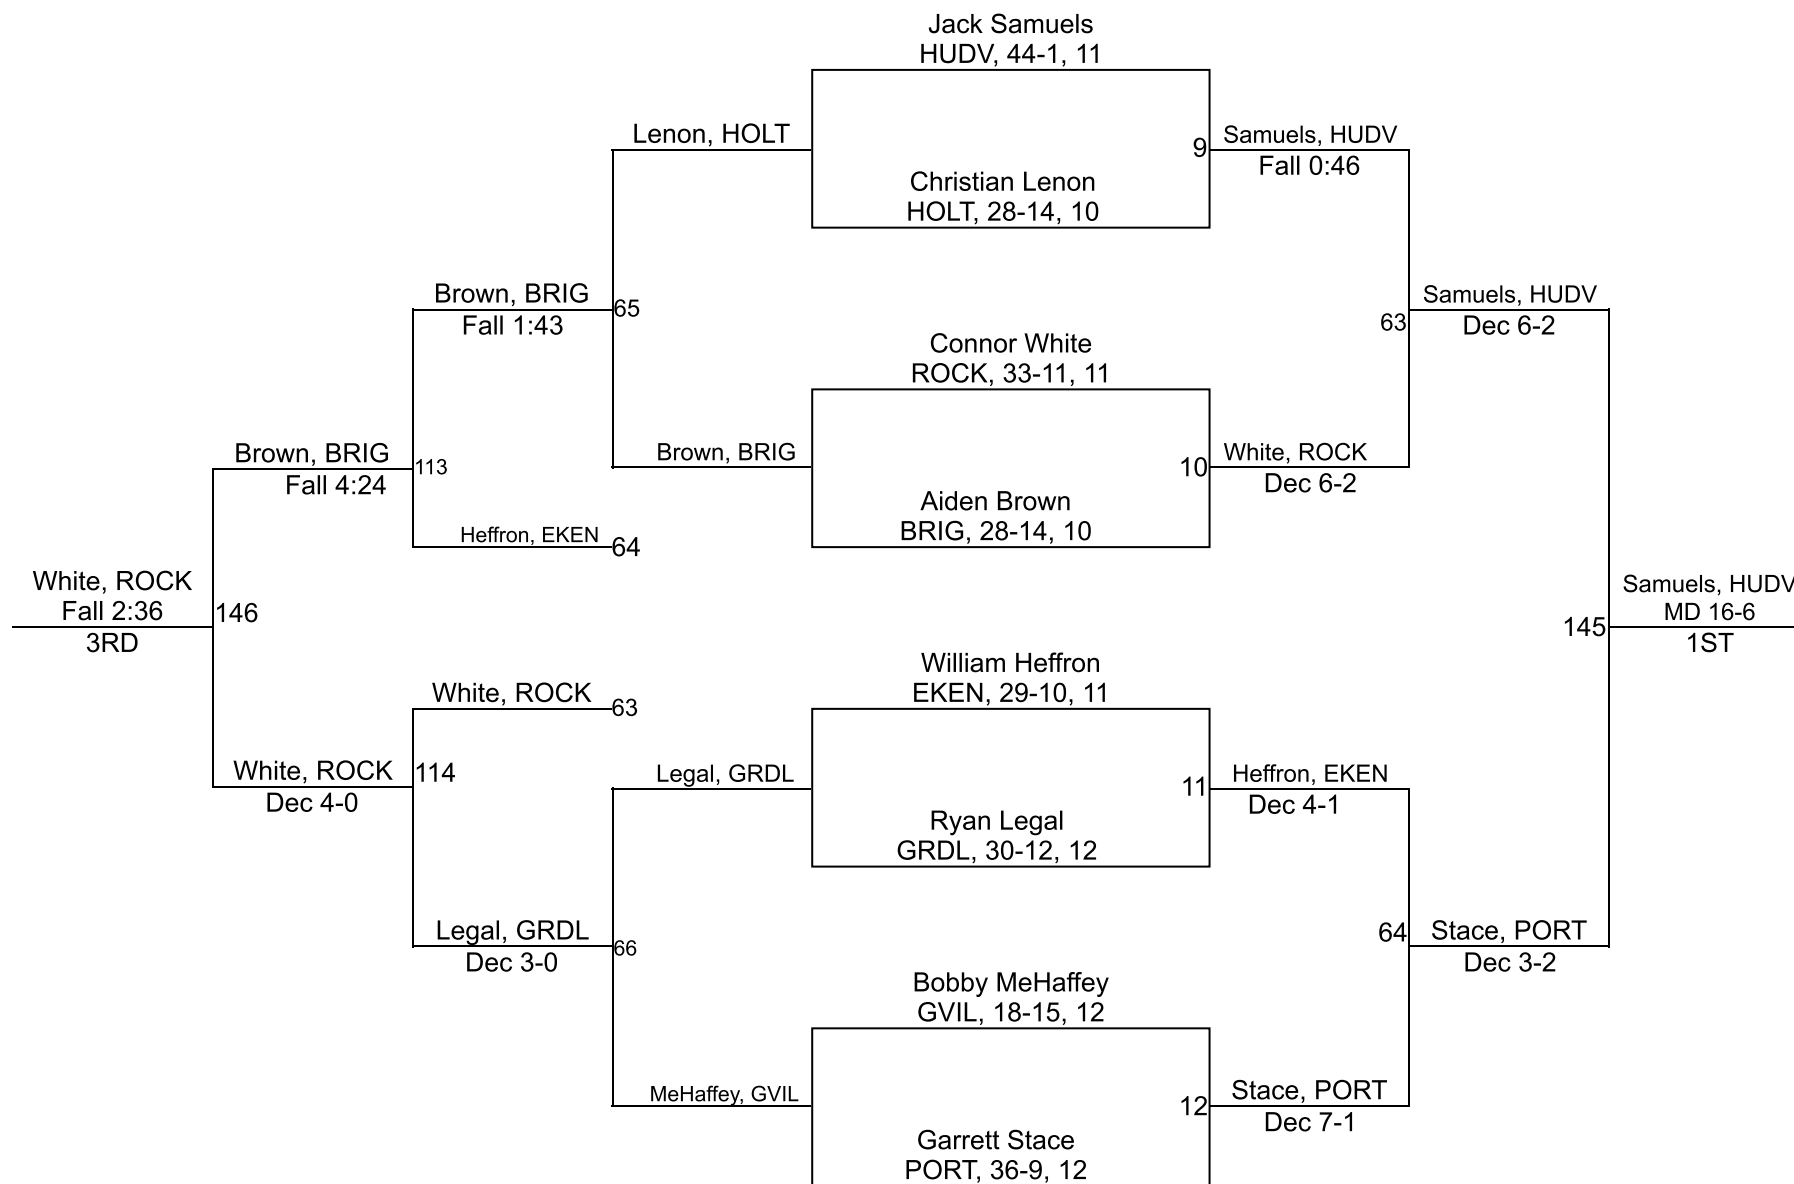 Jack Samuels
HUDV, 44-1, 11
Lenon, HOLT
9
Samuels, HUDV
Fall 0:46
Christian Lenon
HOLT, 28-14, 10
Brown, BRIG
Fall 1:43
65
63
Samuels, HUDV
Dec 6-2
Connor White
ROCK, 33-11, 11
Brown, BRIG
Fall 4:24
113
Brown, BRIG
10
White, ROCK
Dec 6-2
Aiden Brown
BRIG, 28-14, 10
Heffron, EKEN
64
White, ROCK
Fall 2:36
3RD
146
145
Samuels, HUDV
MD 16-6
1ST
William Heffron
EKEN, 29-10, 11
White, ROCK
63
White, ROCK
Dec 4-0
114
Legal, GRDL
11
Heffron, EKEN
Dec 4-1
Ryan Legal
GRDL, 30-12, 12
Legal, GRDL
Dec 3-0
66
64
Stace, PORT
Dec 3-2
Bobby MeHaffey
GVIL, 18-15, 12
MeHaffey, GVIL
12
Stace, PORT
Dec 7-1
Garrett Stace
PORT, 36-9, 12